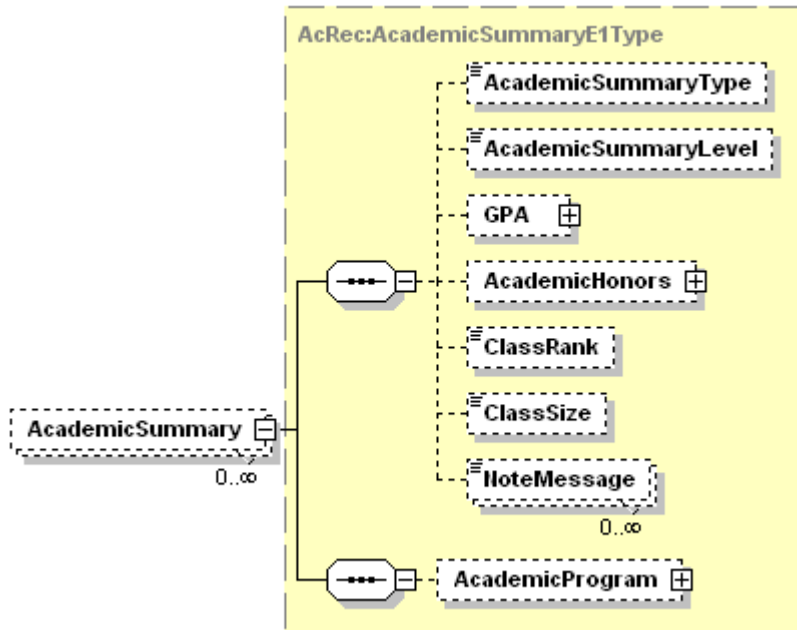 AcRec:AcademicSummaryE1Type
AcademicSummaryType
AcademicSummaryLevel
GPA
AcademicHonors
ClassRank
ClassSize
AcademicSummary
0..∞
NoteMessage
0..∞
AcademicProgram